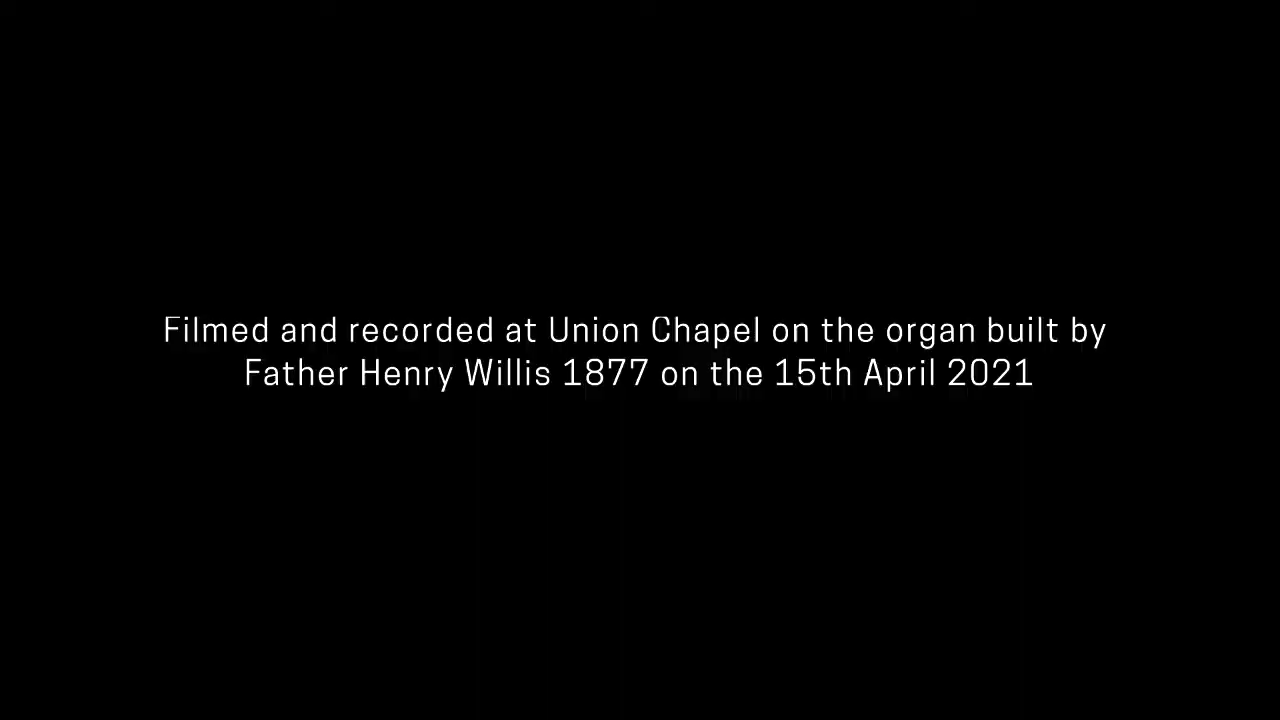 Filmed and recorded at Union Chapel on the organ built by
Father Henry Willis 1877 on the 15th April 2021